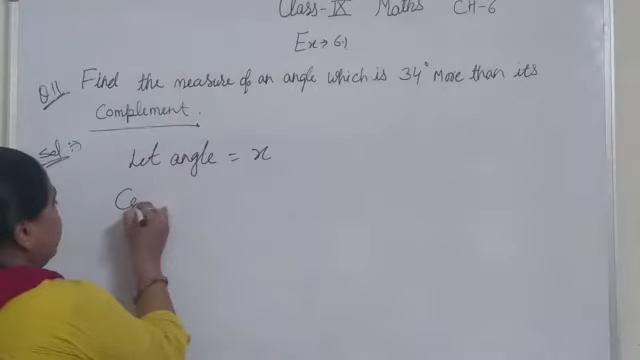 Class-IX Maths CH-6
Ex→6.1
Q11 Find the measure of an angle which is 34° More than its
Complement.
Sol:→ Let angle = x